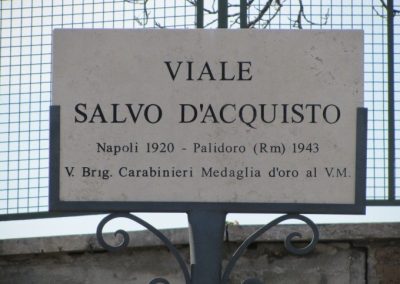 VIALE
SALVO D'ACQUISTO
Napoli 1920 - Palidoro (Rm) 1943
V. Brig. Carabinieri Medaglia d'oro al V.M.